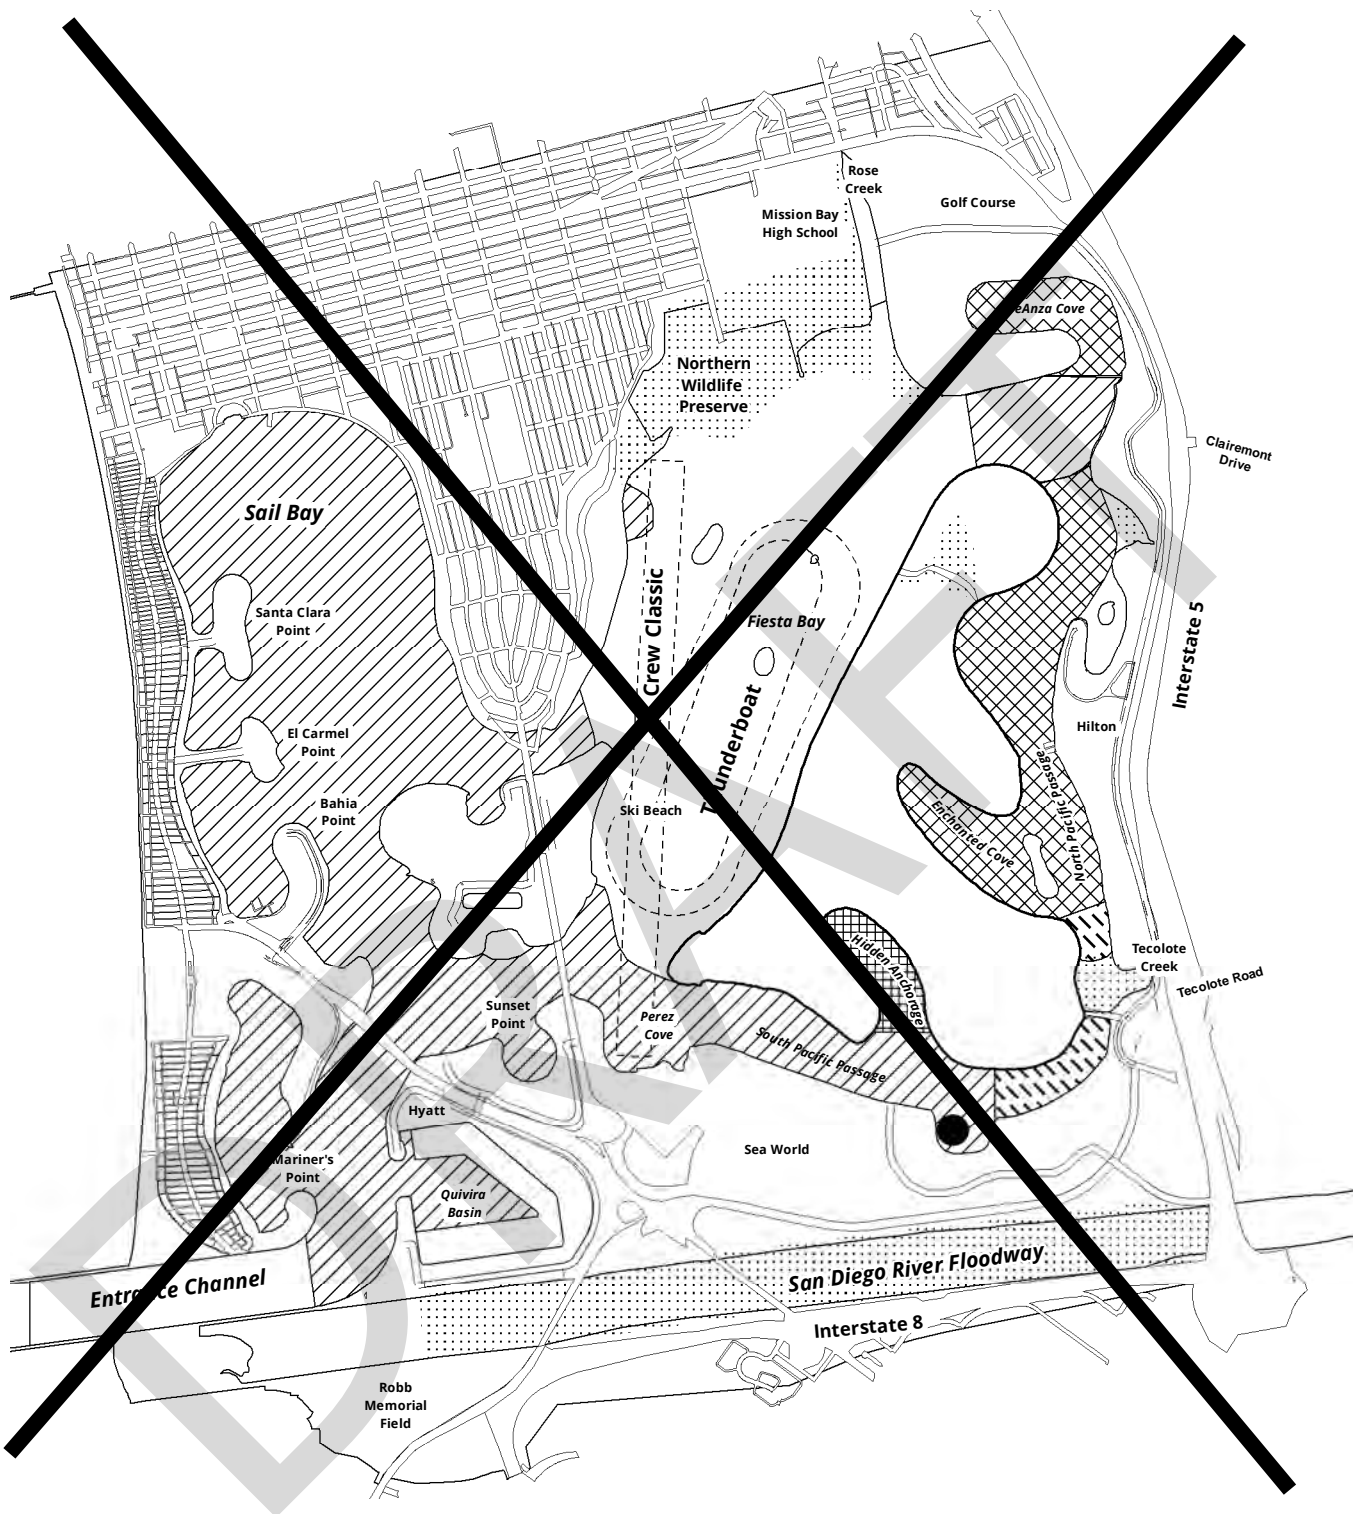 Rose
Creek
Golf Course
Mission Bay
High School
eAnza Cove
Northern
Wildlife
Preserve
Clairemont
Drive
Sail Bay
Crew Classic
Fiesta Bay
Santa Clara
Point
Interstate 5
El Carmel
Point
Hilton
Thunderboat
North Pacific Passage
Bahia
Point
Ski Beach
Enchanted Cove
Hidden Anchorage
Tecolote
Creek
Tecolote Road
Sunset
Point
Perez
Cove
South Pacific Passage
Hyatt
Sea World
Mariner's
Point
Quivira
Basin
San Diego River Floodway
Entrance Channel
Interstate 8
Robb
Memorial
Field
DRAFT